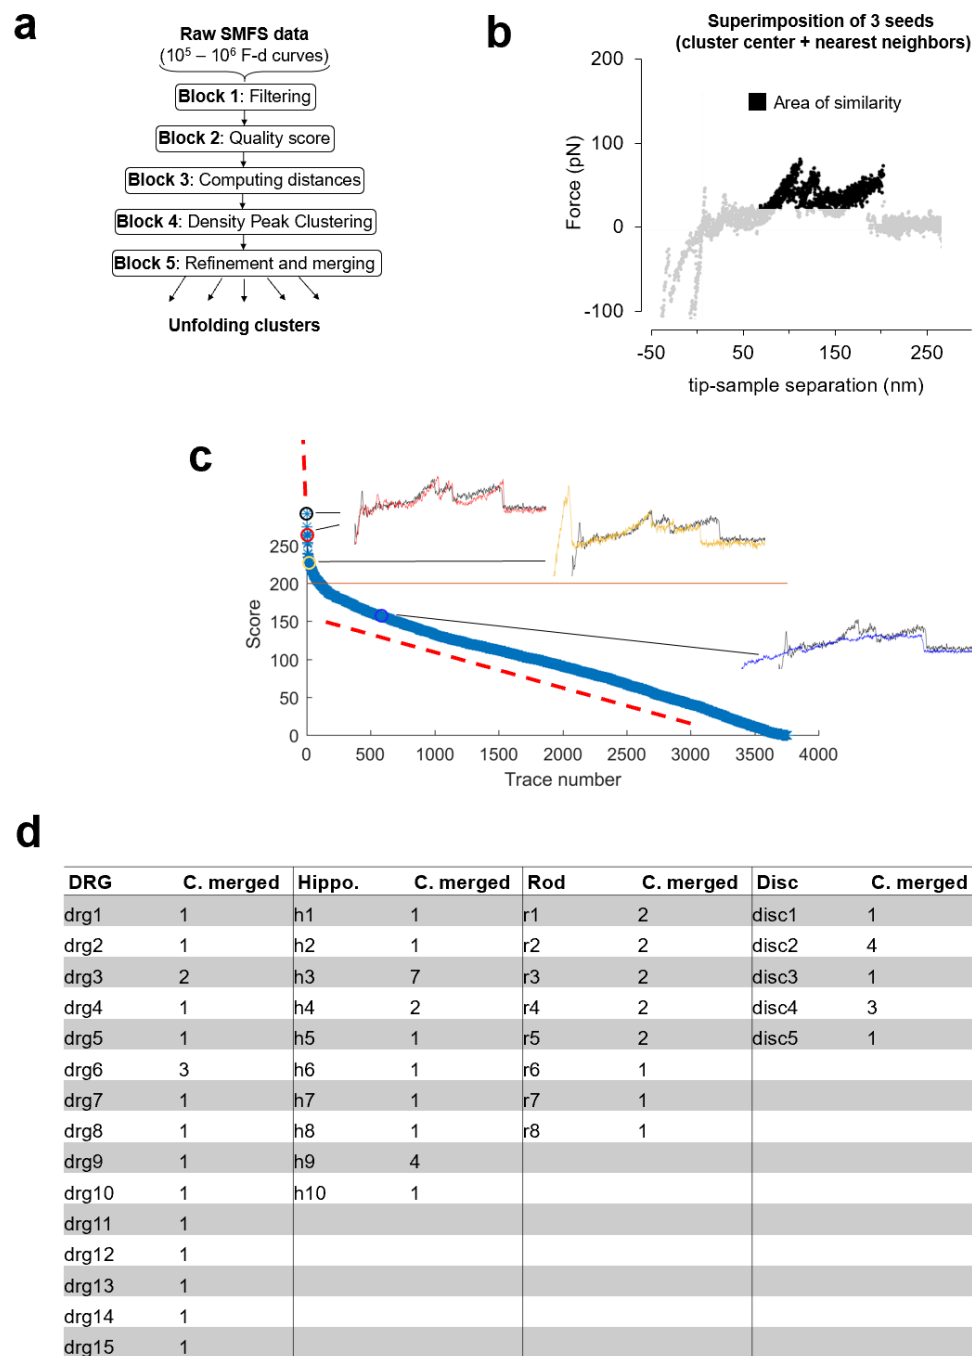 a
Raw SMFS data
(10⁵ – 10⁶ F-d curves)
Block 1: Filtering
Block 2: Quality score
Block 3: Computing distances
Block 4: Density Peak Clustering
Block 5: Refinement and merging
Unfolding clusters
b
Superimposition of 3 seeds
(cluster center + nearest neighbors)
200
Area of similarity
100
Force (pN)
0
-100
-50 50 150 250
tip-sample separation (nm)
c
250
200
150
Score
100
50
0
0 500 1000 1500 2000 2500 3000 3500 4000
Trace number
d
DRG C. merged Hippo. C. merged Rod C. merged Disc C. merged
drg1 1 h1 1 r1 2 disc1 1
drg2 1 h2 1 r2 2 disc2 4
drg3 2 h3 7 r3 2 disc3 1
drg4 1 h4 2 r4 2 disc4 3
drg5 1 h5 1 r5 2 disc5 1
drg6 3 h6 1 r6 1
drg7 1 h7 1 r7 1
drg8 1 h8 1 r8 1
drg9 1 h9 4
drg10 1 h10 1
drg11 1
drg12 1
drg13 1
drg14 1
drg15 1